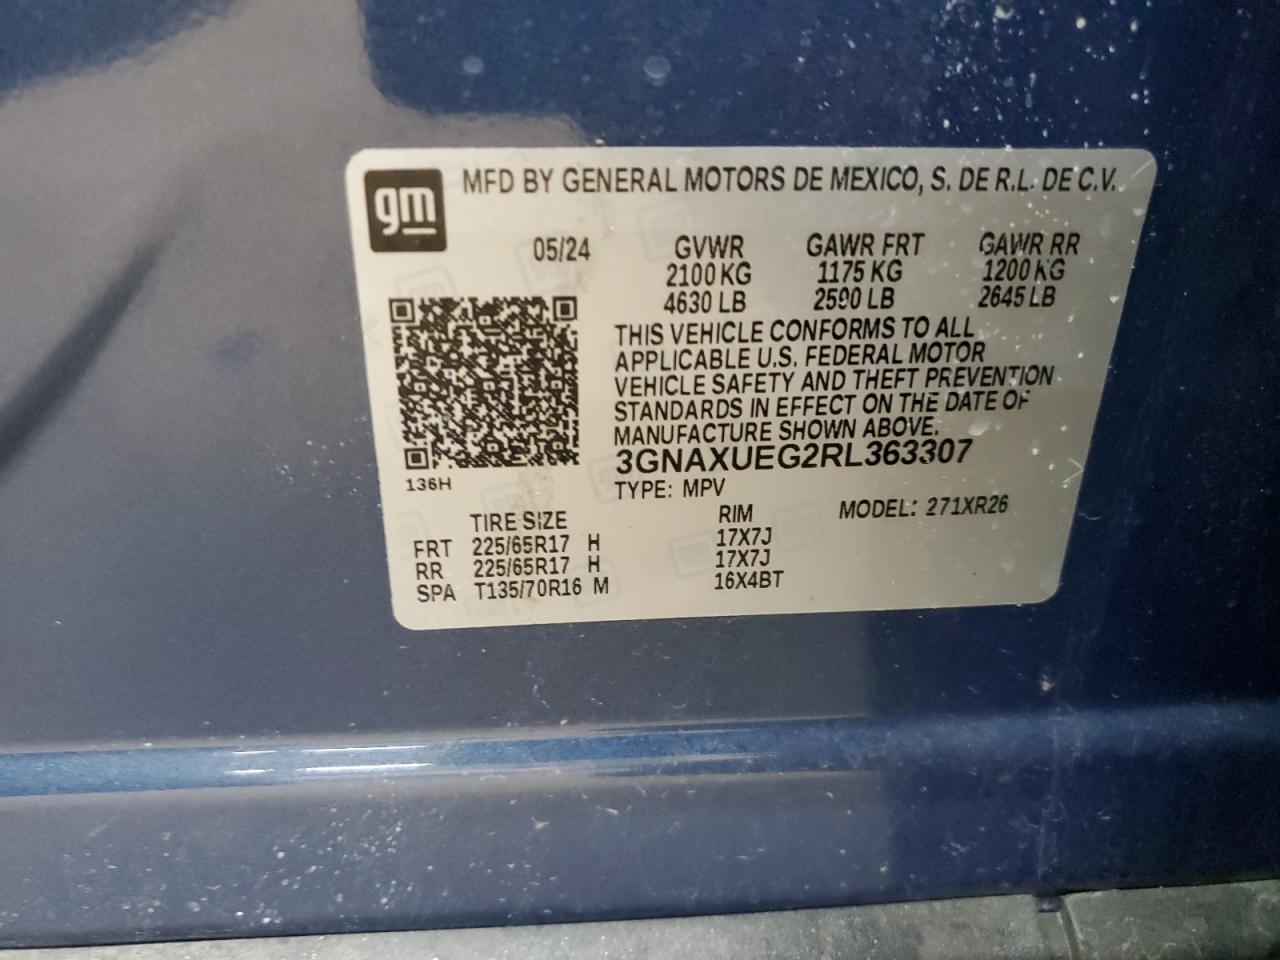 gm
MFD BY GENERAL MOTORS DE MEXICO, S. DE R.L. DE C.V.
05/24 GVWR GAWR FRT GAWR RR
2100 KG 1175 KG 1200 KG
4630 LB 2590 LB 2645 LB
THIS VEHICLE CONFORMS TO ALL
APPLICABLE U.S. FEDERAL MOTOR
VEHICLE SAFETY AND THEFT PREVENTION
STANDARDS IN EFFECT ON THE DATE OF
MANUFACTURE SHOWN ABOVE.
3GNAXUEG2RL363307
136H
TYPE: MPV
MODEL: 271XR26
TIRE SIZE RIM
FRT 225/65R17 H 17X7J
RR 225/65R17 H 17X7J
SPA T135/70R16 M 16X4BT